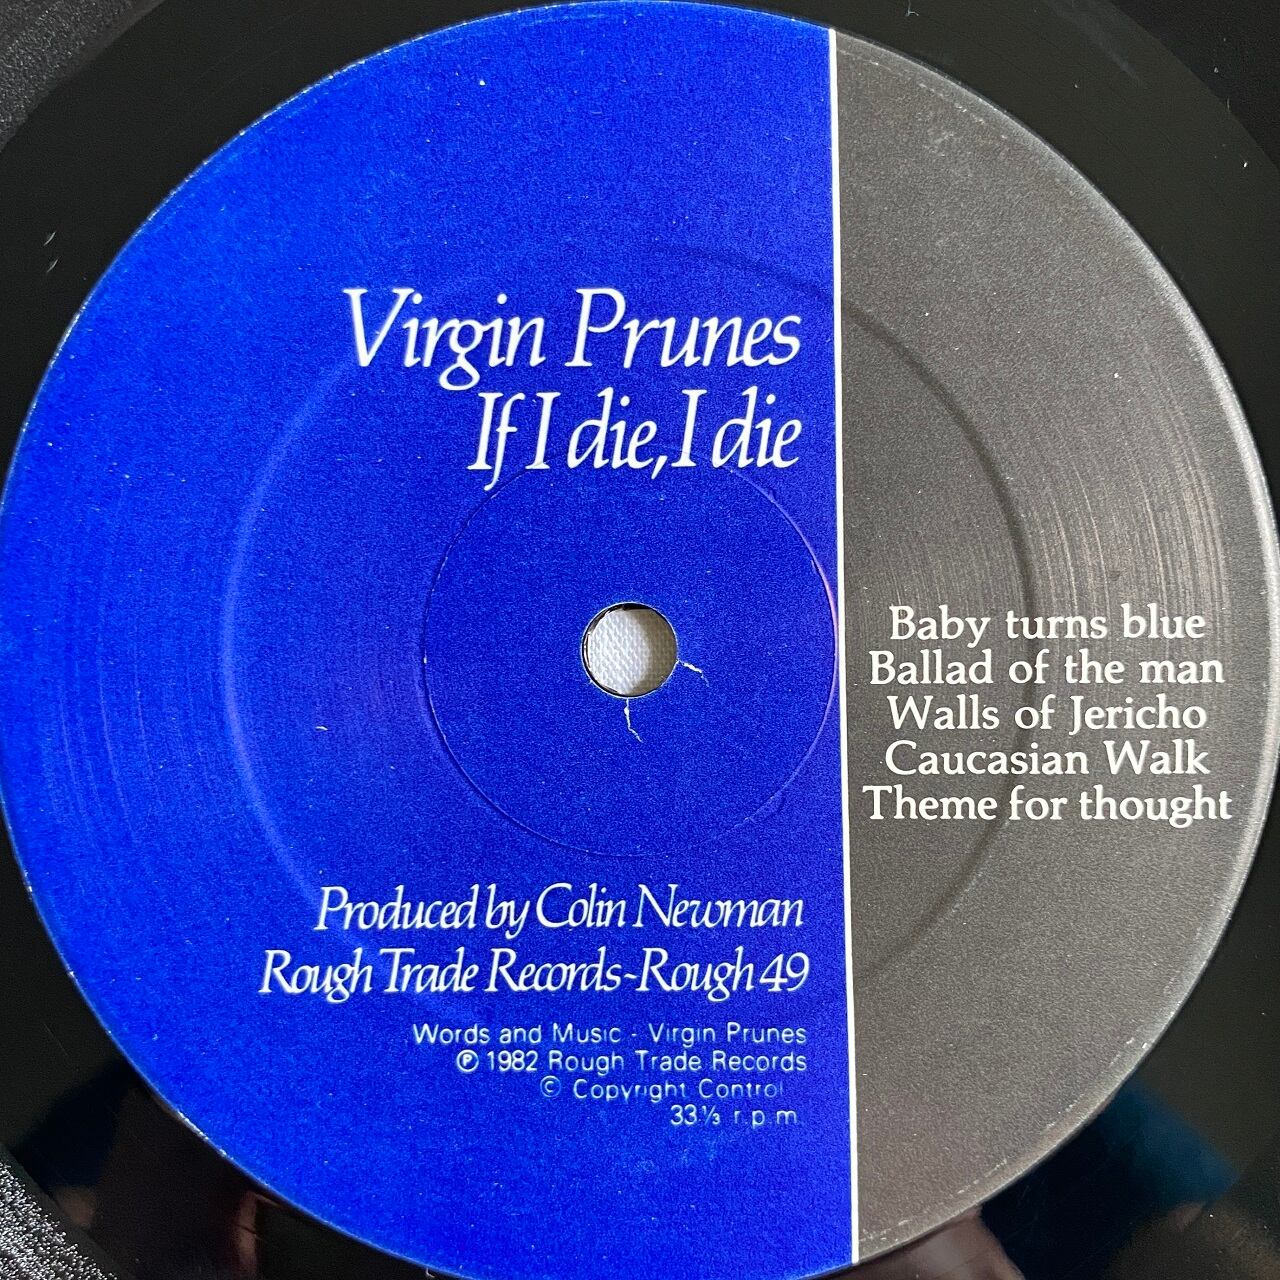 Virgin Prunes
If I die, I die
Baby turns blue
Ballad of the man
Walls of Jericho
Caucasian Walk
Theme for thought
Produced by Colin Newman
Rough Trade Records-Rough 49
Words and Music - Virgin Prunes
℗ 1982 Rough Trade Records
© Copyright Control
33⅓ r.p.m.